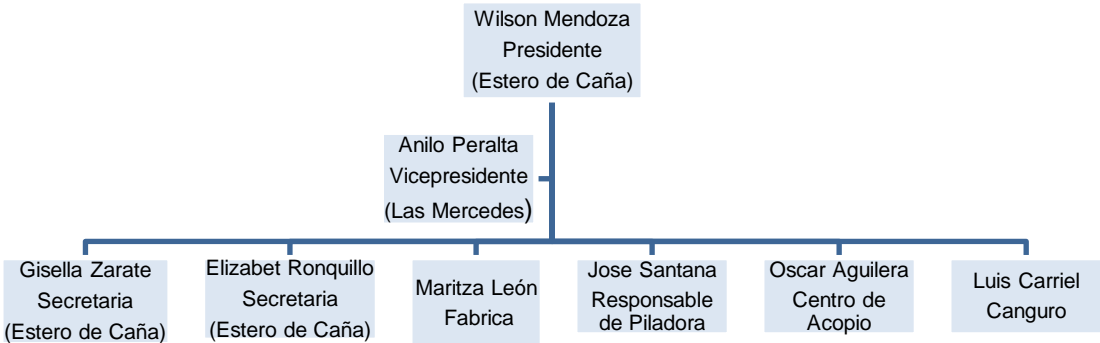 Wilson Mendoza
Presidente
(Estero de Caña)
Anilo Peralta
Vicepresidente
(Las Mercedes)
Gisella Zarate
Secretaria
(Estero de Caña)
Elizabet Ronquillo
Secretaria
(Estero de Caña)
Maritza León
Fabrica
Jose Santana
Responsable
de Piladora
Oscar Aguilera
Centro de
Acopio
Luis Carriel
Canguro